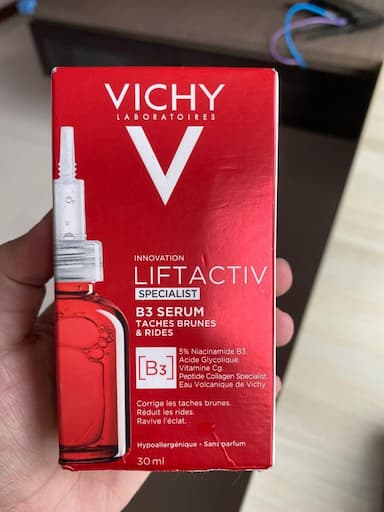 VICHY
LABORATOIRES
V
INNOVATION
LIFTACTIV
SPECIALIST
B3 SERUM
TACHES BRUNES
& RIDES
[B3]
5% Niacinamide B3.
Acide Glycolique.
Vitamine Cg.
Peptide Collagen Specialist.
Eau Volcanique de Vichy
Corrige les taches brunes.
Réduit les rides.
Ravive l'éclat.
Hypoallergénique - Sans parfum
30 ml